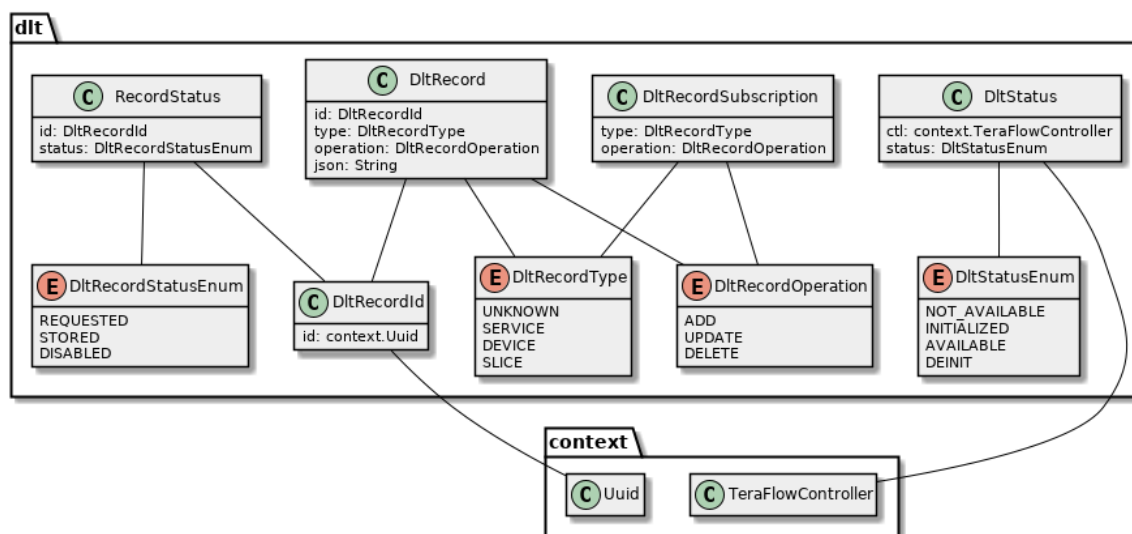 dlt
C RecordStatus
id: DltRecordId
status: DltRecordStatusEnum
C DltRecord
id: DltRecordId
type: DltRecordType
operation: DltRecordOperation
json: String
C DltRecordSubscription
type: DltRecordType
operation: DltRecordOperation
C DltStatus
ctl: context.TeraFlowController
status: DltStatusEnum
E DltRecordStatusEnum
REQUESTED
STORED
DISABLED
C DltRecordId
id: context.Uuid
E DltRecordType
UNKNOWN
SERVICE
DEVICE
SLICE
E DltRecordOperation
ADD
UPDATE
DELETE
E DltStatusEnum
NOT_AVAILABLE
INITIALIZED
AVAILABLE
DEINIT
context
C Uuid
C TeraFlowController